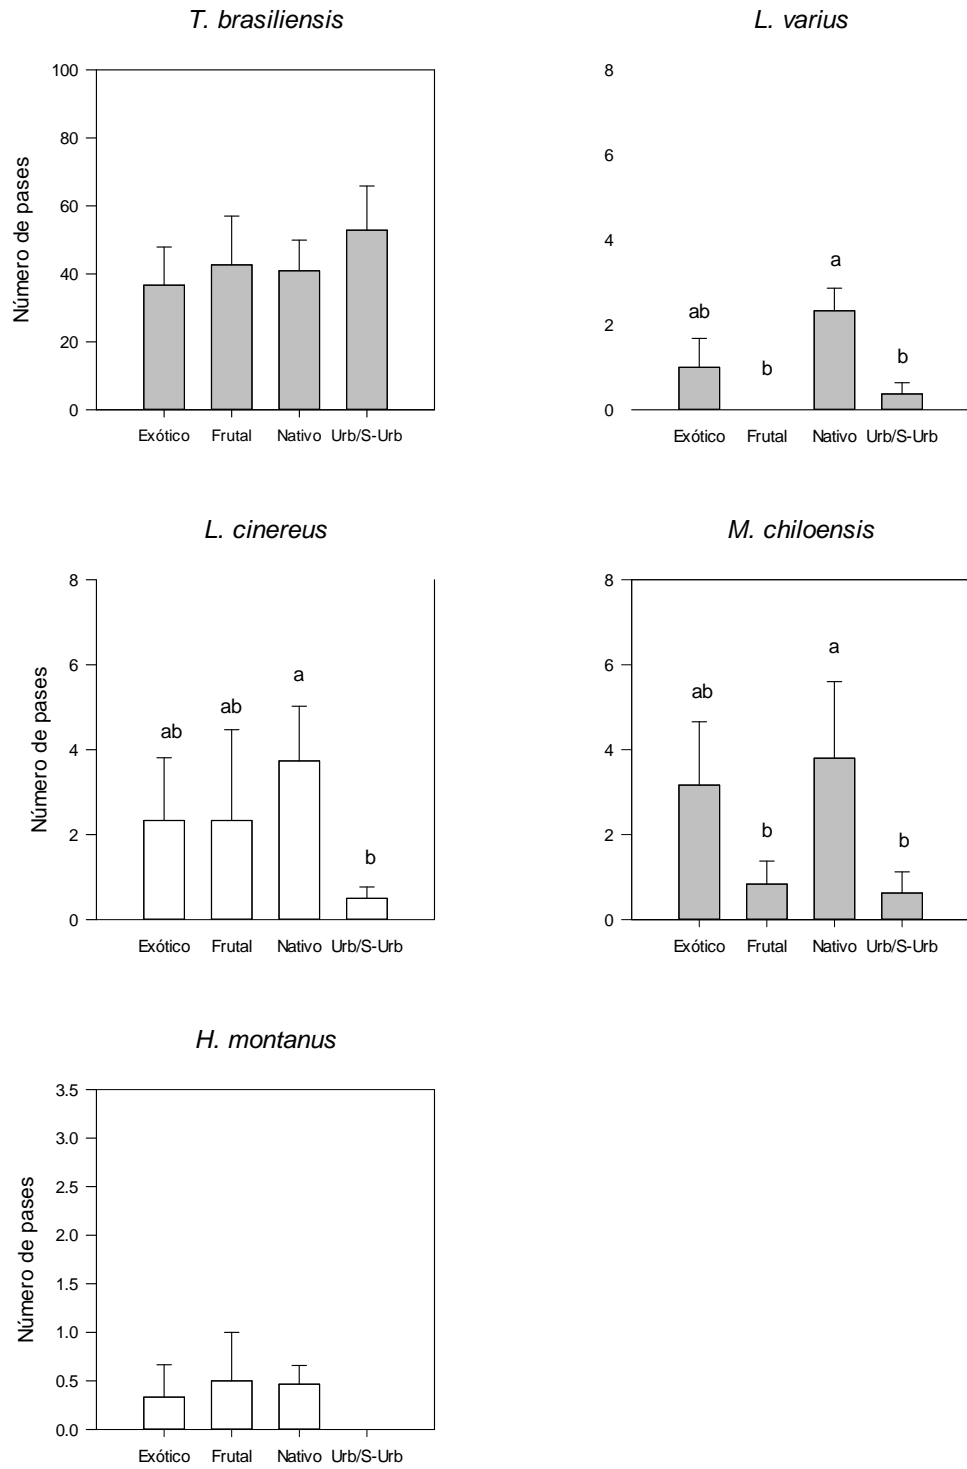 T. brasiliensis
Número de pases
100
80
60
40
20
0
Exótico Frutal Nativo Urb/S-Urb
L. varius
8
6
4
2
0
ab
b
a
b
Exótico Frutal Nativo Urb/S-Urb
L. cinereus
Número de pases
8
6
4
2
0
ab
ab
a
b
Exótico Frutal Nativo Urb/S-Urb
M. chiloensis
8
6
4
2
0
ab
b
a
b
Exótico Frutal Nativo Urb/S-Urb
H. montanus
Número de pases
3.5
3.0
2.5
2.0
1.5
1.0
0.5
0.0
Exótico Frutal Nativo Urb/S-Urb